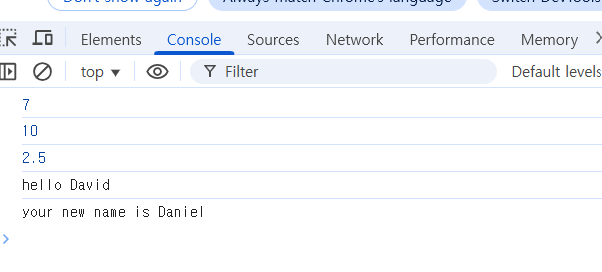 Don't show again Always match Chrome's language Switch DevTools
Elements Console Sources Network Performance Memory
top ▼ Filter Default levels
7
10
2.5
hello David
your new name is Daniel
>